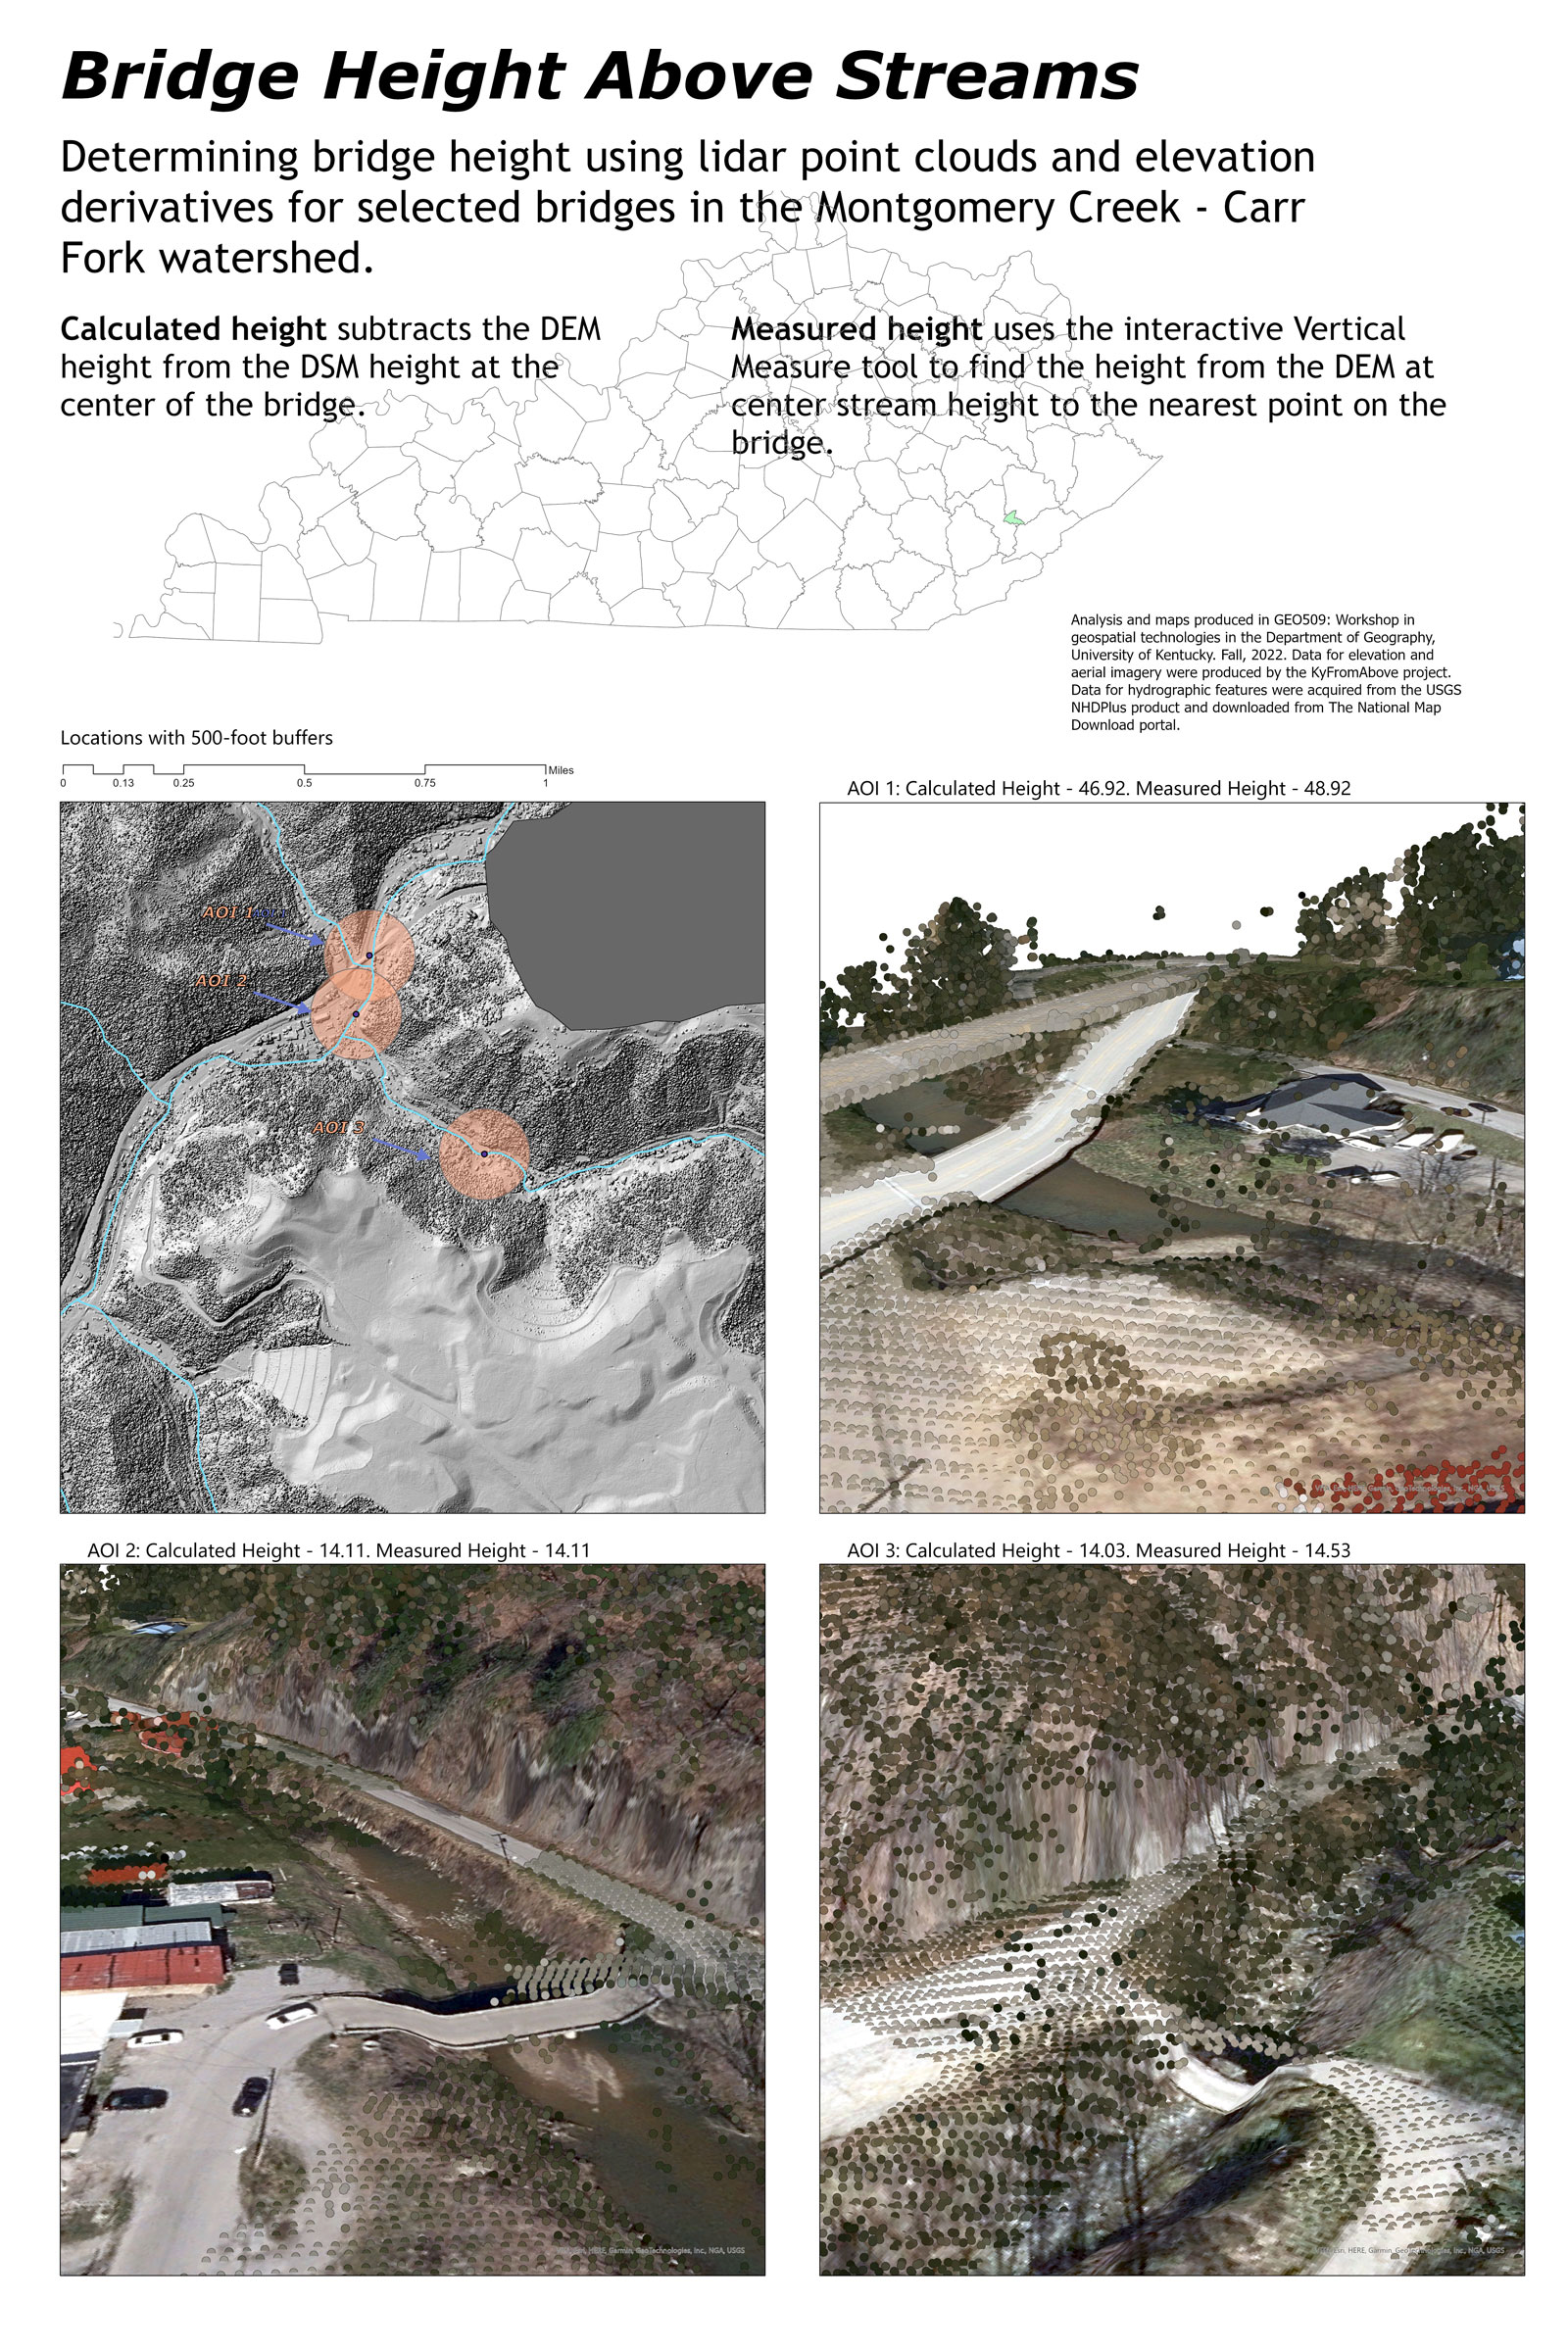 Bridge Height Above Streams
Determining bridge height using lidar point clouds and elevation
derivatives for selected bridges in the Montgomery Creek - Carr
Fork watershed.
Calculated height subtracts the DEM
height from the DSM height at the
center of the bridge.
Measured height uses the interactive Vertical
Measure tool to find the height from the DEM at
center stream height to the nearest point on the
bridge.
Analysis and maps produced in GEO509: Workshop in
geospatial technologies in the Department of Geography,
University of Kentucky. Fall, 2022. Data for elevation and
aerial imagery were produced by the KyFromAbove project.
Data for hydrographic features were acquired from the USGS
NHDPlus product and downloaded from The National Map
Download portal.
Locations with 500-foot buffers
0 0.13 0.25 0.5 0.75 1 Miles
AOI 1 AOI 1
AOI 2
AOI 3
AOI 1: Calculated Height - 46.92. Measured Height - 48.92
Garmin, GeoTechnologies, Inc., NGA, USGS
AOI 2: Calculated Height - 14.11. Measured Height - 14.11
Esri, HERE, Garmin, GeoTechnologies, Inc., NGA, USGS
AOI 3: Calculated Height - 14.03. Measured Height - 14.53
Esri, HERE, Garmin, GeoTechnologies, Inc., NGA, USGS